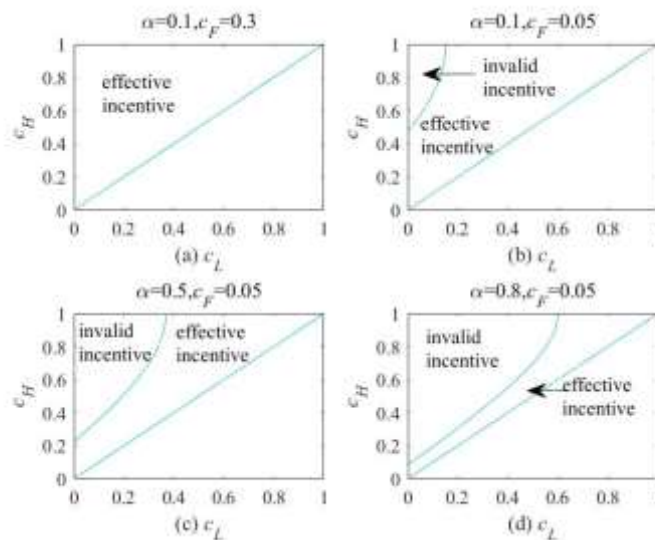 α=0.1,c_F=0.3
1
0.8
0.6
0.4
0.2
0
c_H
effective
incentive
0
0.2
0.4
0.6
0.8
1
(a) c_L
α=0.1,c_F=0.05
1
0.8
0.6
0.4
0.2
0
c_H
invalid
incentive
effective
incentive
0
0.2
0.4
0.6
0.8
1
(b) c_L
α=0.5,c_F=0.05
1
0.8
0.6
0.4
0.2
0
c_H
invalid
incentive
effective
incentive
0
0.2
0.4
0.6
0.8
1
(c) c_L
α=0.8,c_F=0.05
1
0.8
0.6
0.4
0.2
0
c_H
invalid
incentive
effective
incentive
0
0.2
0.4
0.6
0.8
1
(d) c_L